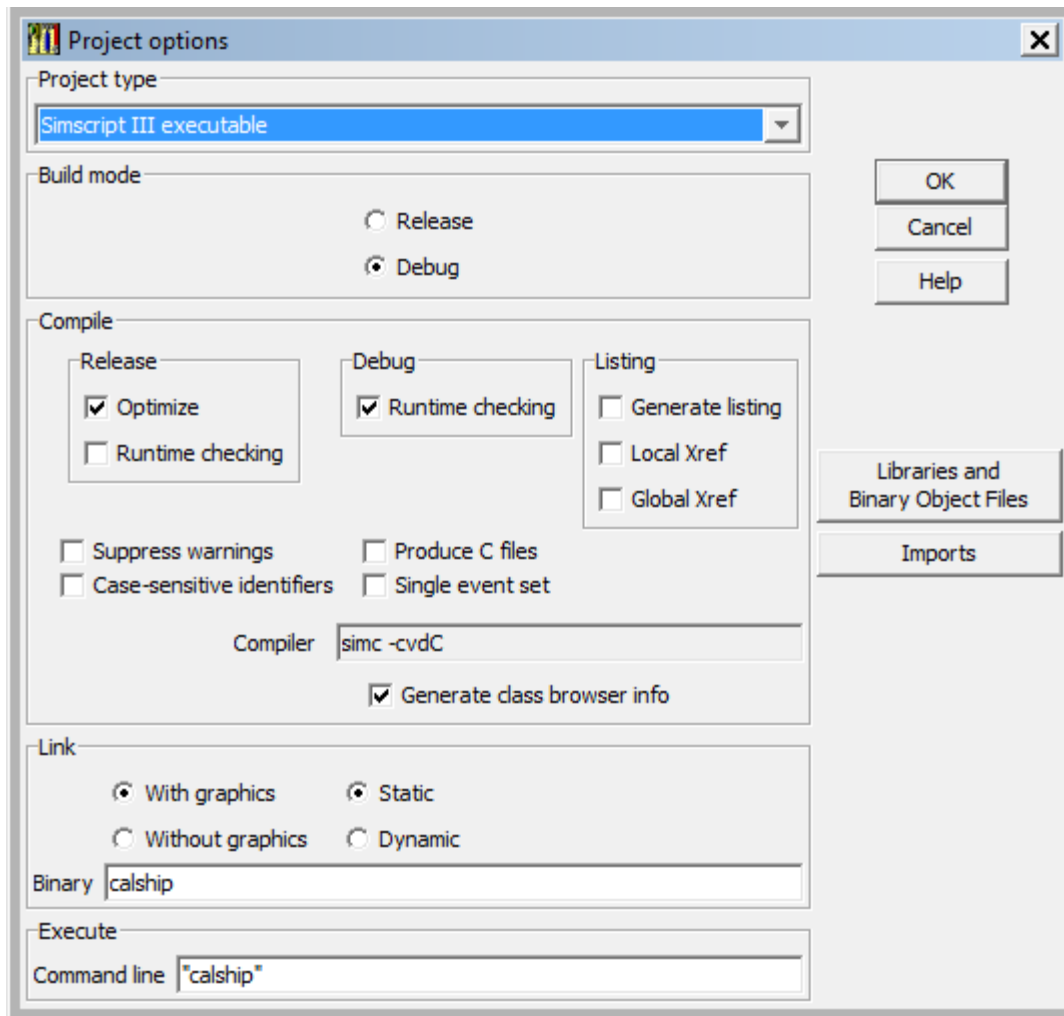 Project options
Project type
Simscript III executable
Build mode
Release
Debug
OK
Cancel
Help
Compile
Release
Optimize
Runtime checking
Debug
Runtime checking
Listing
Generate listing
Local Xref
Global Xref
Libraries and
Binary Object Files
Imports
Suppress warnings
Produce C files
Case-sensitive identifiers
Single event set
Compiler simc -cvdC
Generate class browser info
Link
With graphics
Static
Without graphics
Dynamic
Binary calship
Execute
Command line "calship"